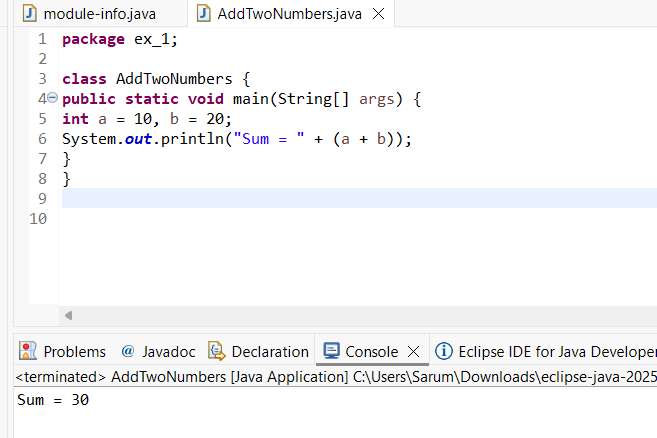 module-info.java AddTwoNumbers.java
1 package ex_1;
2
3 class AddTwoNumbers {
4 public static void main(String[] args) {
5 int a = 10, b = 20;
6 System.out.println("Sum = " + (a + b));
7 }
8 }
9
10
Problems @ Javadoc Declaration Console Eclipse IDE for Java Developer
<terminated> AddTwoNumbers [Java Application] C:\Users\Sarum\Downloads\eclipse-java-2025
Sum = 30